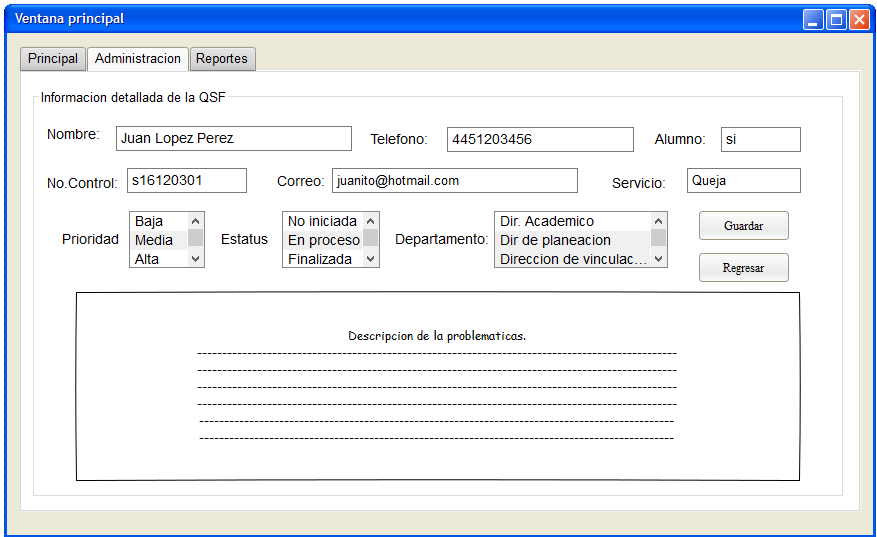 Ventana principal
Principal Administracion Reportes
Informacion detallada de la QSF
Nombre: Juan Lopez Perez Telefono: 4451203456 Alumno: si
No.Control: s16120301 Correo: juanito@hotmail.com Servicio: Queja
Prioridad Baja Media Alta Estatus No iniciada En proceso Finalizada Departamento: Dir. Academico Dir de planeacion Direccion de vinculac... Guardar
Regresar
Descripcion de la problematicas.